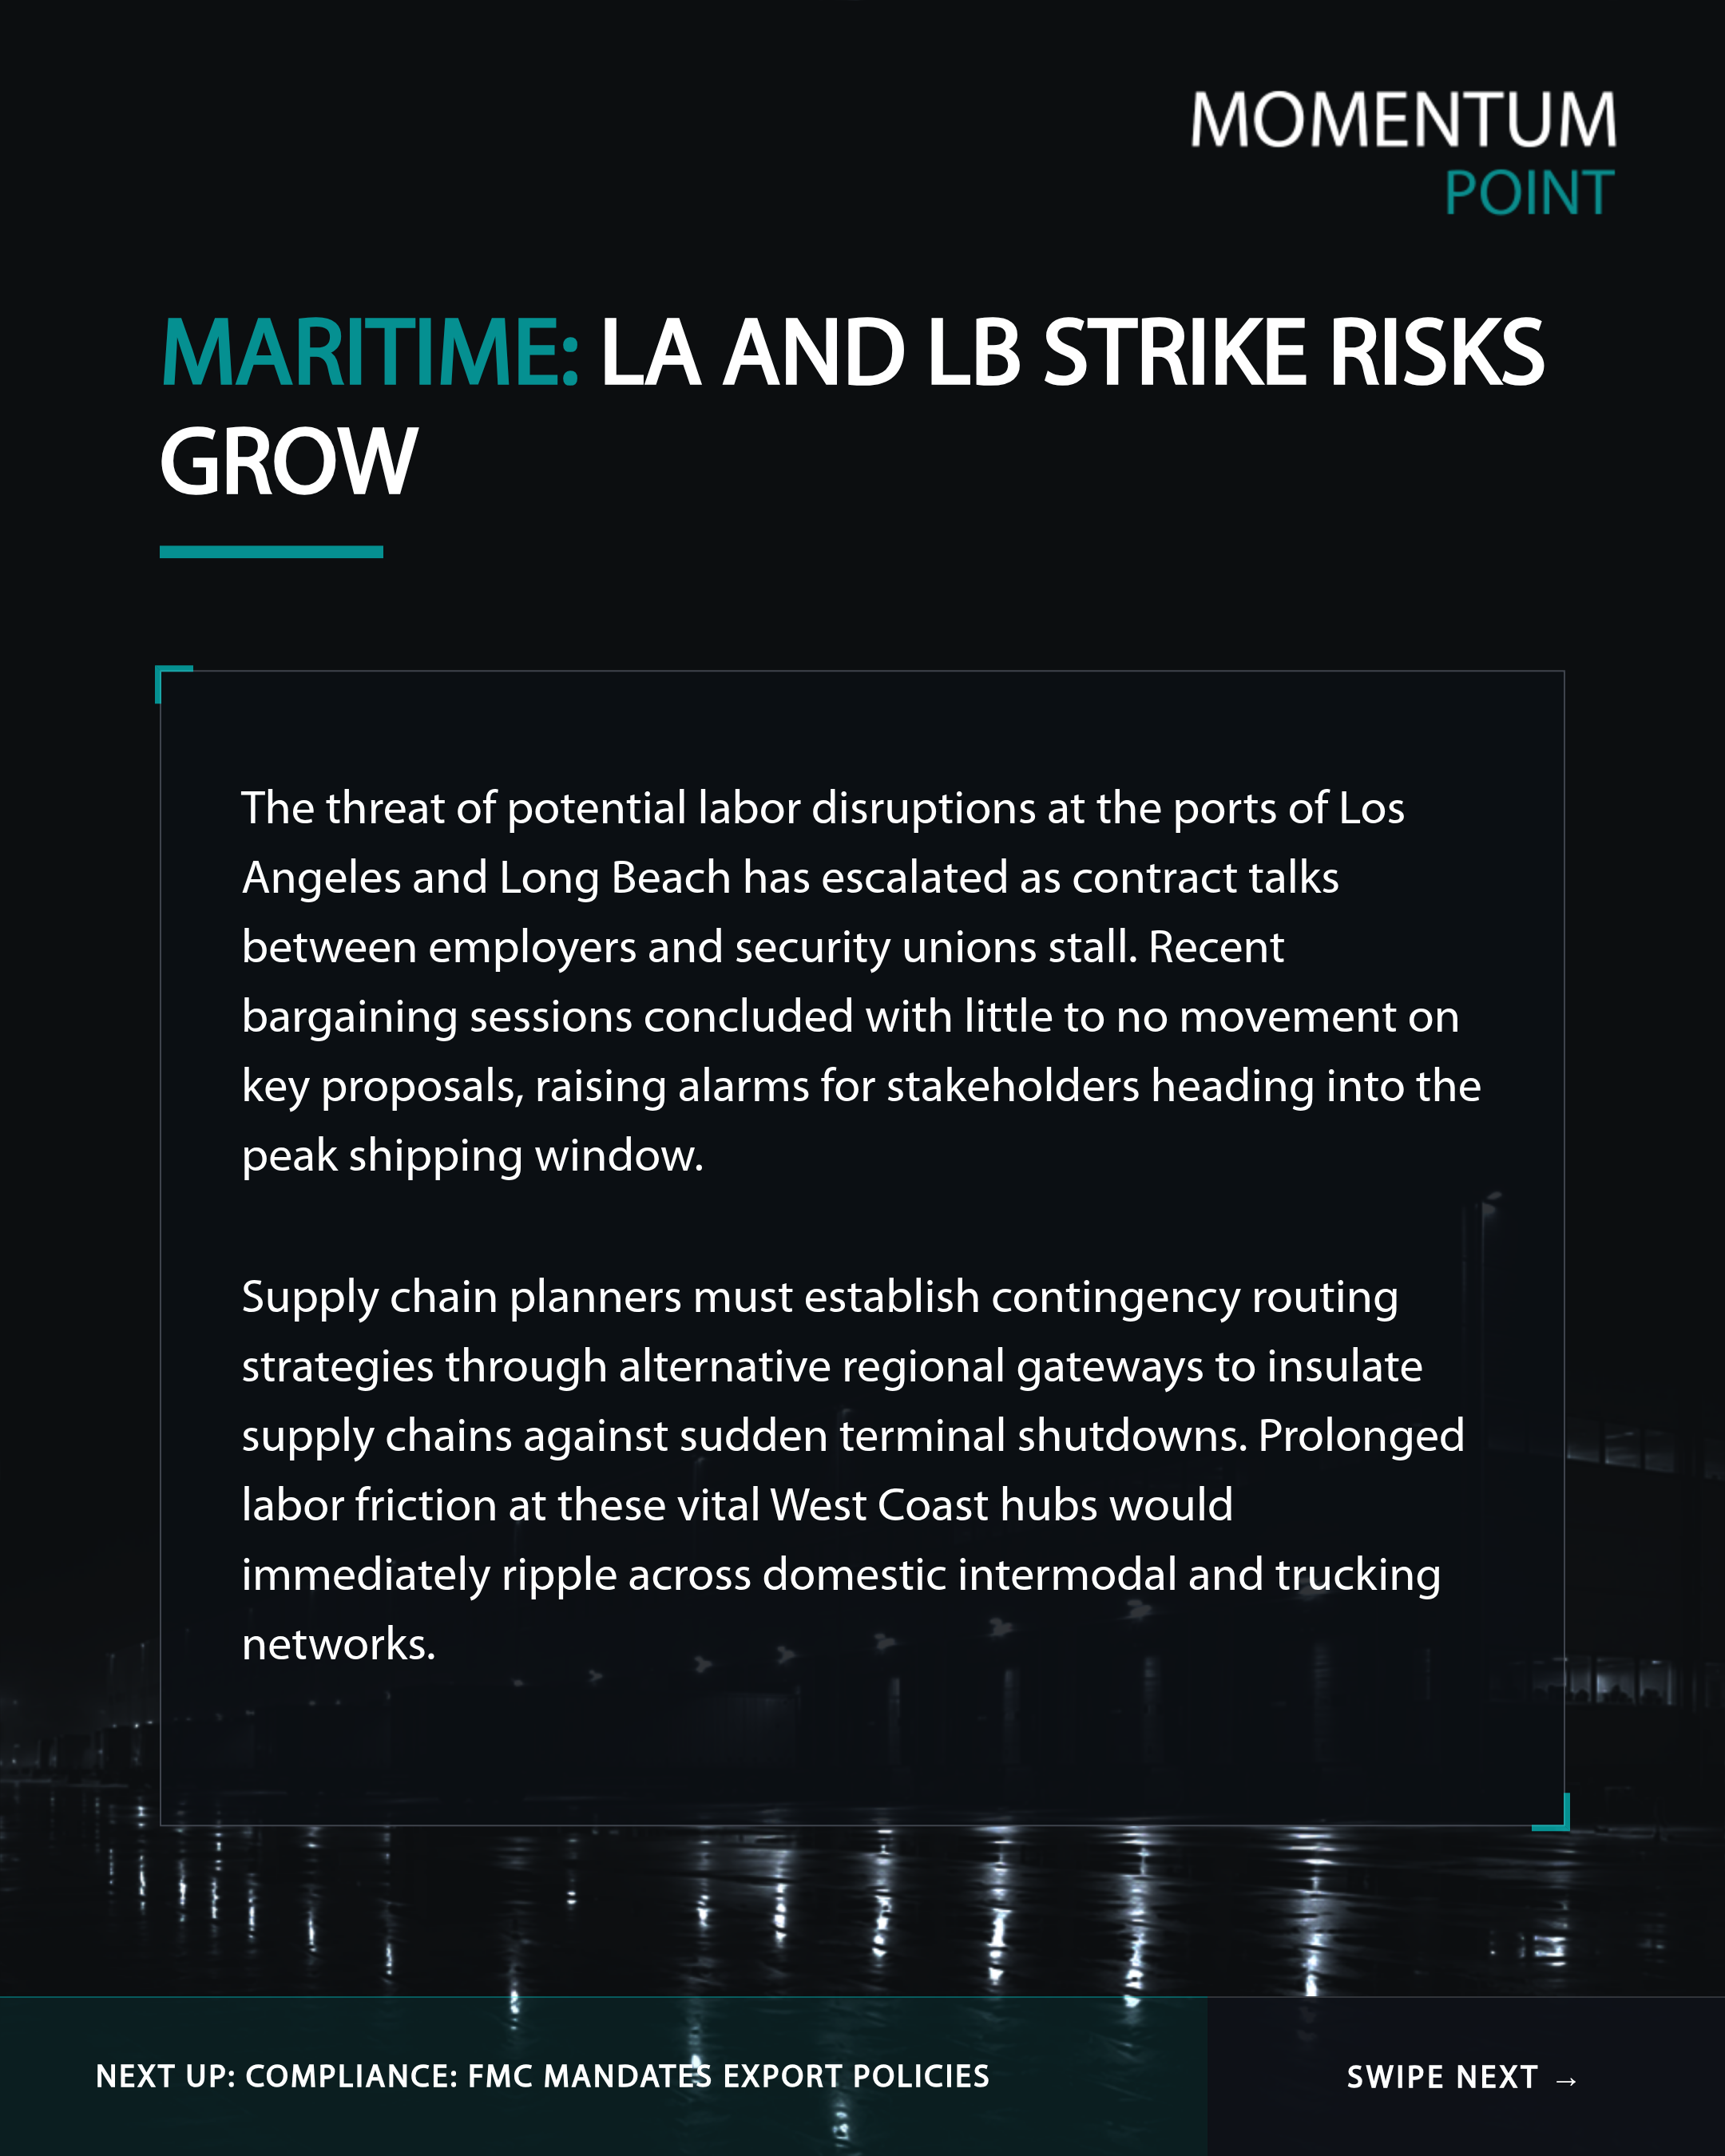 MOMENTUM
POINT
MARITIME: LA AND LB STRIKE RISKS
GROW
The threat of potential labor disruptions at the ports of Los
Angeles and Long Beach has escalated as contract talks
between employers and security unions stall. Recent
bargaining sessions concluded with little to no movement on
key proposals, raising alarms for stakeholders heading into the
peak shipping window.
Supply chain planners must establish contingency routing
strategies through alternative regional gateways to insulate
supply chains against sudden terminal shutdowns. Prolonged
labor friction at these vital West Coast hubs would
immediately ripple across domestic intermodal and trucking
networks.
NEXT UP: COMPLIANCE: FMC MANDATES EXPORT POLICIES
SWIPE NEXT →